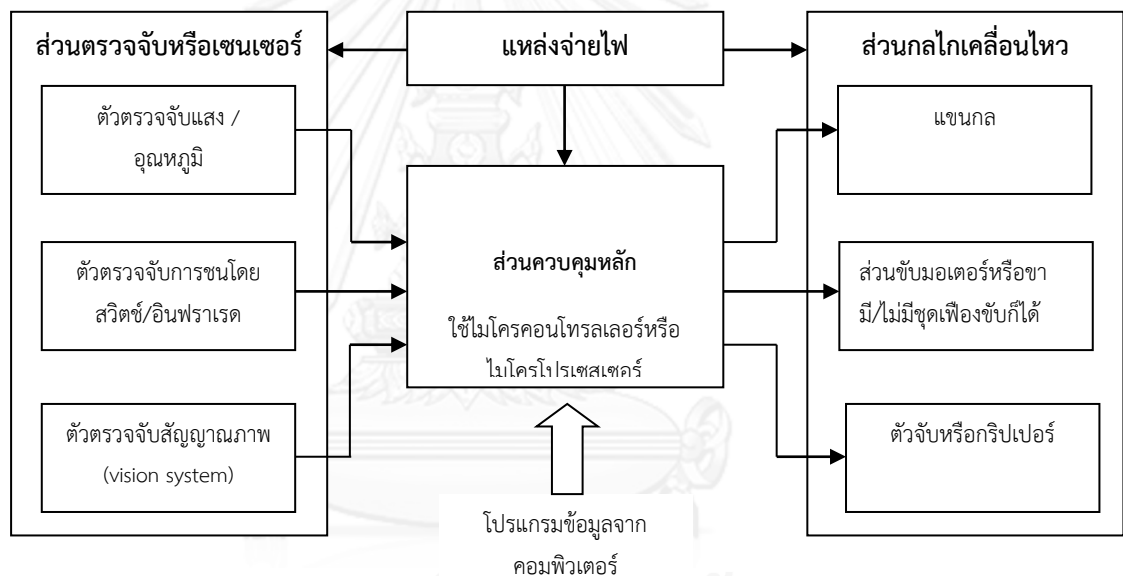 ส่วนตรวจจับหรือเซนเซอร์
ตัวตรวจจับแสง /
อุณหภูมิ
ตัวตรวจจับการชนโดย
สวิตช์/อินฟราเรด
ตัวตรวจจับสัญญาณภาพ
(vision system)
แหล่งจ่ายไฟ
ส่วนควบคุมหลัก
ใช้ไมโครคอนโทรลเลอร์หรือ
ไมโครโปรเซสเซอร์
โปรแกรมข้อมูลจาก
คอมพิวเตอร์
ส่วนกลไกเคลื่อนไหว
แขนกล
ส่วนขับมอเตอร์หรือขา
มี/ไม่มีชุดเฟืองขับก็ได้
ตัวจับหรือกริปเปอร์